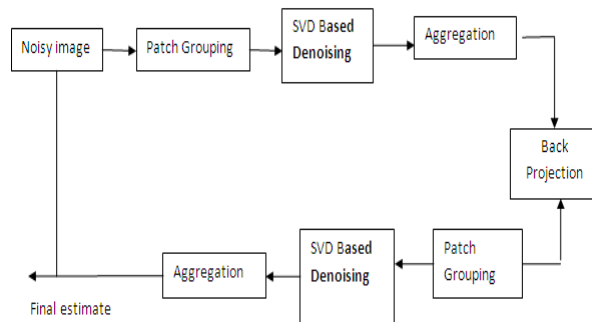 Noisy image
Patch Grouping
SVD Based
Denoising
Aggregation
Back
Projection
Patch
Grouping
SVD Based
Denoising
Aggregation
Final estimate